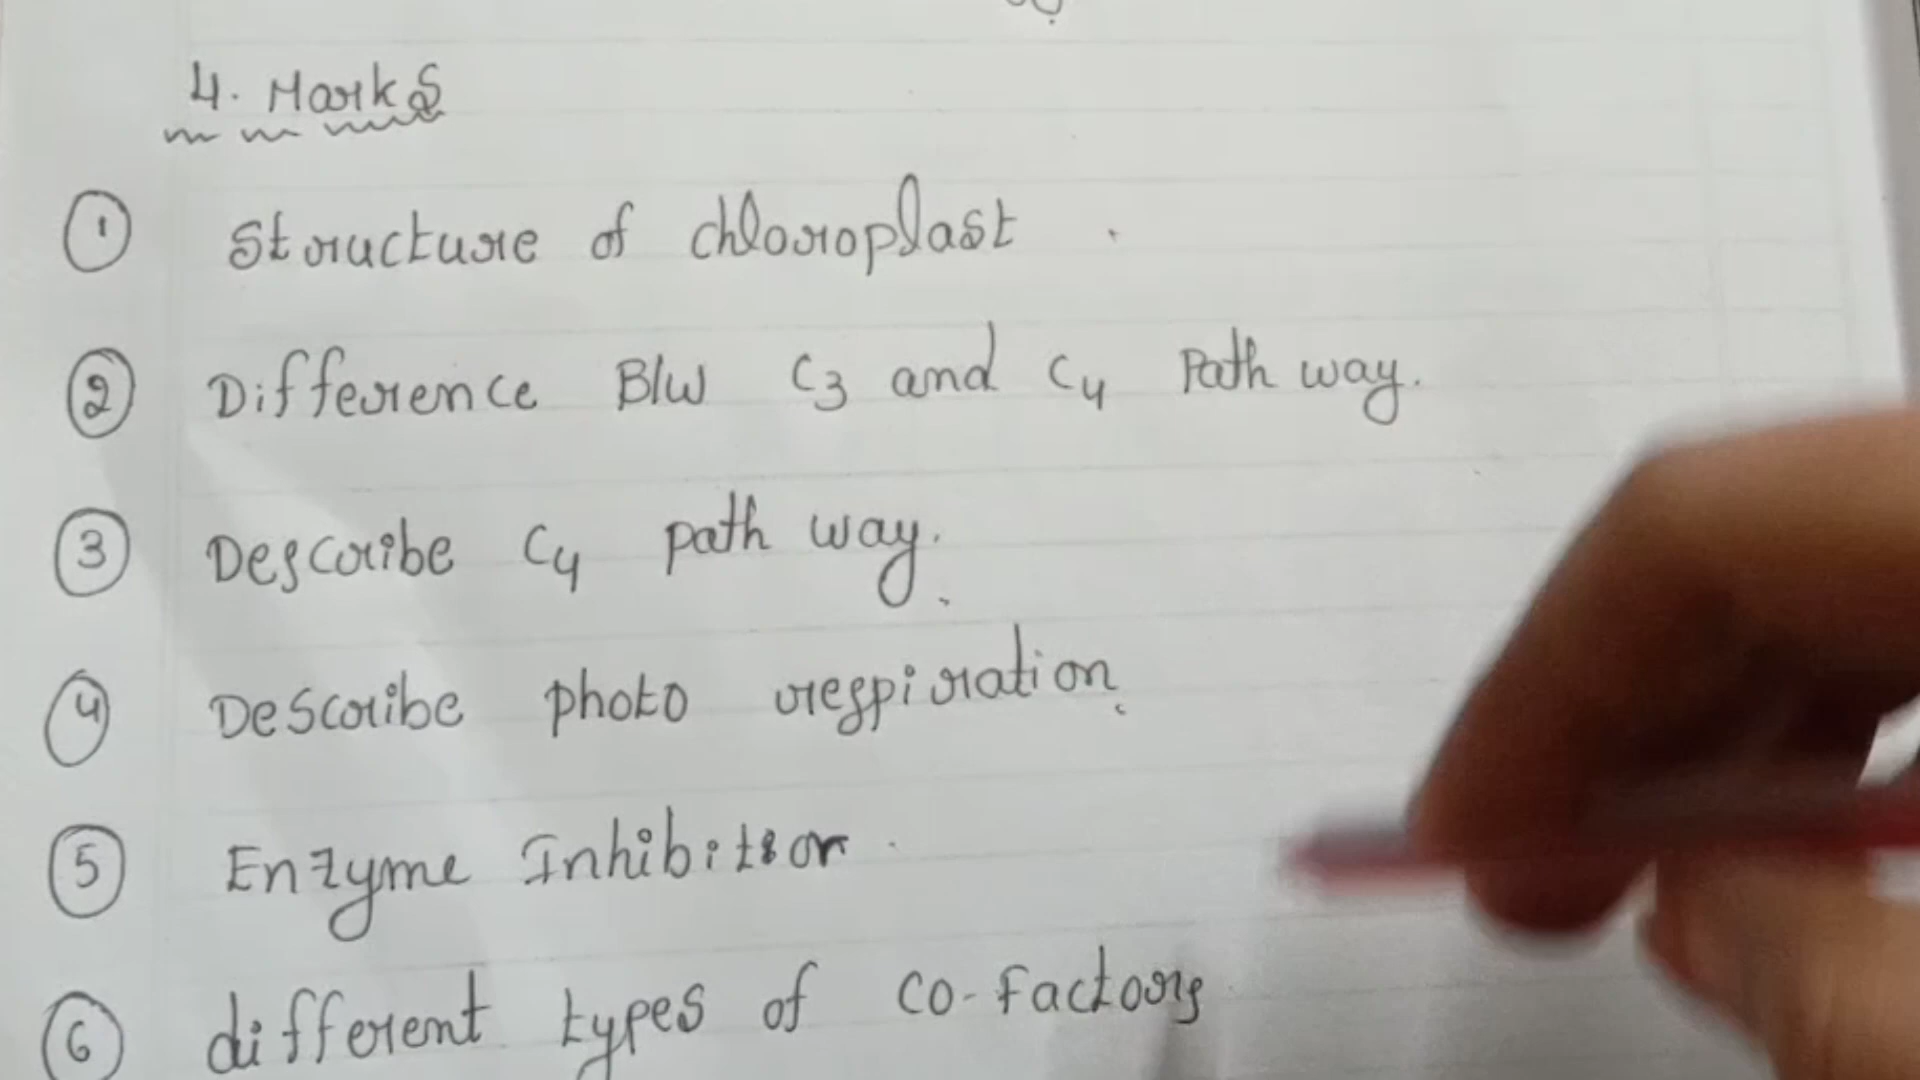 4. Marks
1 Structure of chloroplast.
2 Difference B/w C3 and C4 Path way.
3 Describe C4 path way.
4 Describe photo respiration.
5 Enzyme Inhibition.
6 different types of co-factors